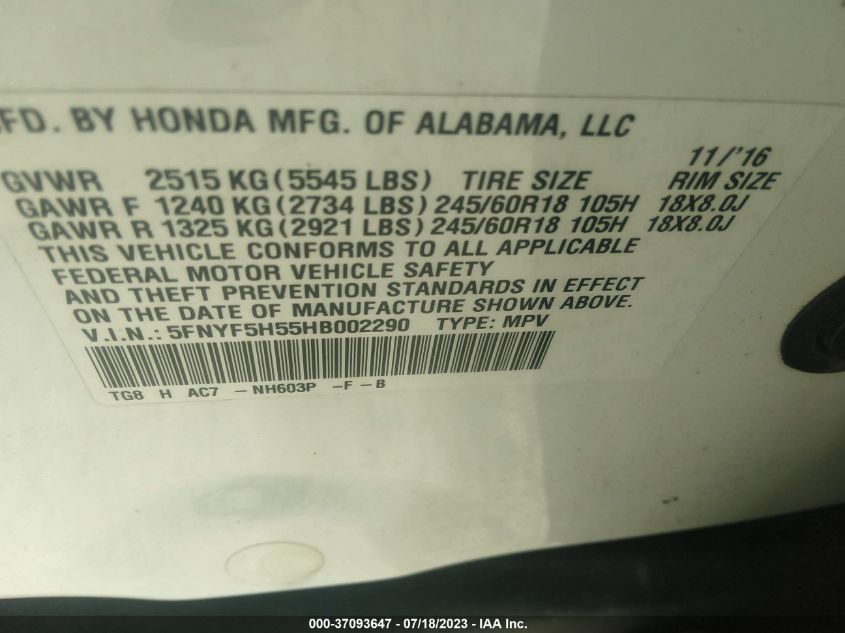 MFD. BY HONDA MFG. OF ALABAMA, LLC
11/'16
GVWR 2515 KG (5545 LBS) TIRE SIZE RIM SIZE
GAWR F 1240 KG (2734 LBS) 245/60R18 105H 18X8.0J
GAWR R 1325 KG (2921 LBS) 245/60R18 105H 18X8.0J
THIS VEHICLE CONFORMS TO ALL APPLICABLE
FEDERAL MOTOR VEHICLE SAFETY
AND THEFT PREVENTION STANDARDS IN EFFECT
ON THE DATE OF MANUFACTURE SHOWN ABOVE.
V.I.N.: 5FNYF5H55HB002290 TYPE: MPV
TG8 H AC7 - NH603P - F - B
000-37093647 - 07/18/2023 - IAA Inc.